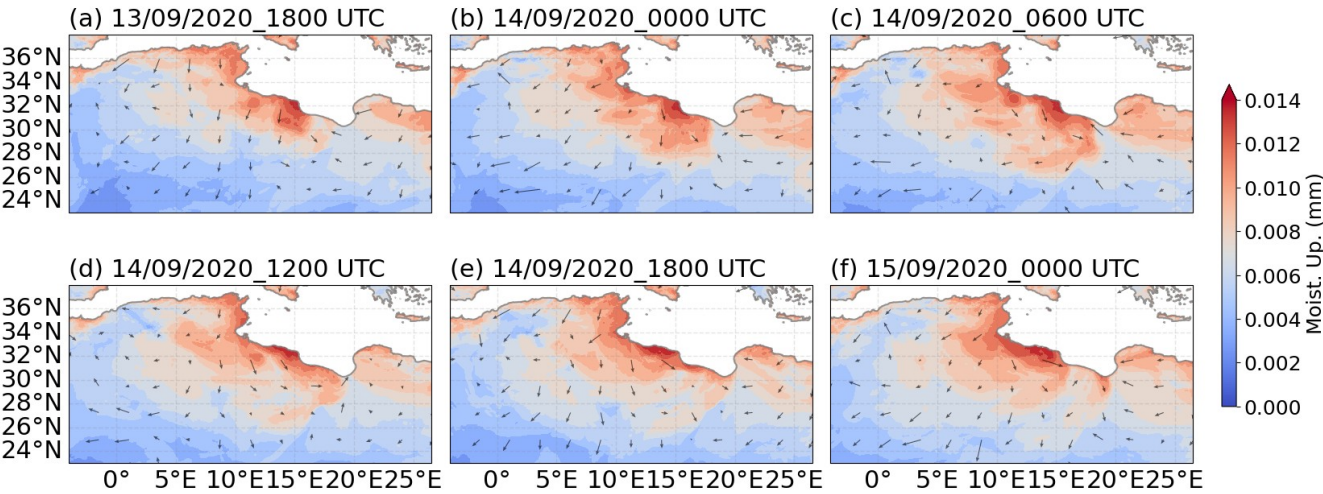 (a) 13/09/2020_1800 UTC
(b) 14/09/2020_0000 UTC
(c) 14/09/2020_0600 UTC
36°N
34°N
32°N
30°N
28°N
26°N
24°N
(d) 14/09/2020_1200 UTC
(e) 14/09/2020_1800 UTC
(f) 15/09/2020_0000 UTC
36°N
34°N
32°N
30°N
28°N
26°N
24°N
0° 5°E 10°E 15°E 20°E 25°E
0° 5°E 10°E 15°E 20°E 25°E
0° 5°E 10°E 15°E 20°E 25°E
0.014
0.012
0.010
0.008
0.006
0.004
0.002
0.000
Moist. Up. (mm)